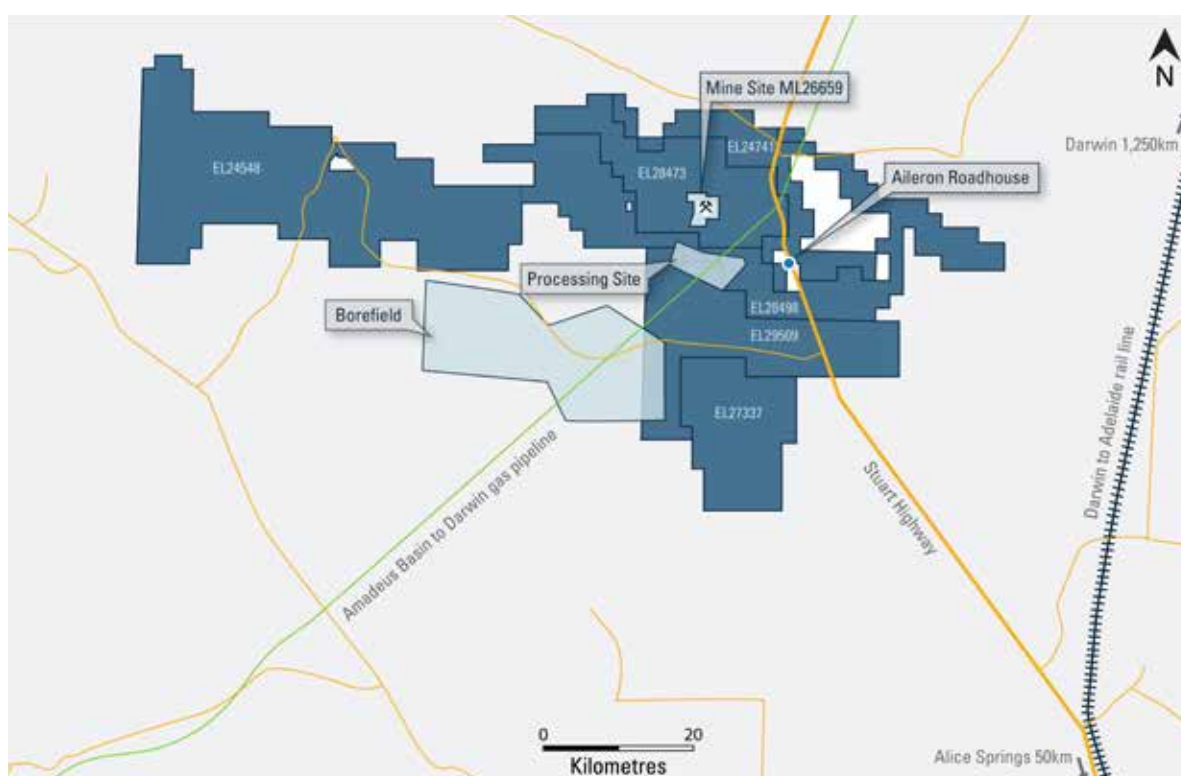 Mine Site ML26659
N
Darwin 1,250km
EL24548
EL28473
EL24741
Aileron Roadhouse
Processing Site
Borefield
EL28498
EL29509
EL27337
Amadeus Basin to Darwin gas pipeline
Stuart Highway
Darwin to Adelaide rail line
0 20
Kilometres
Alice Springs 50km